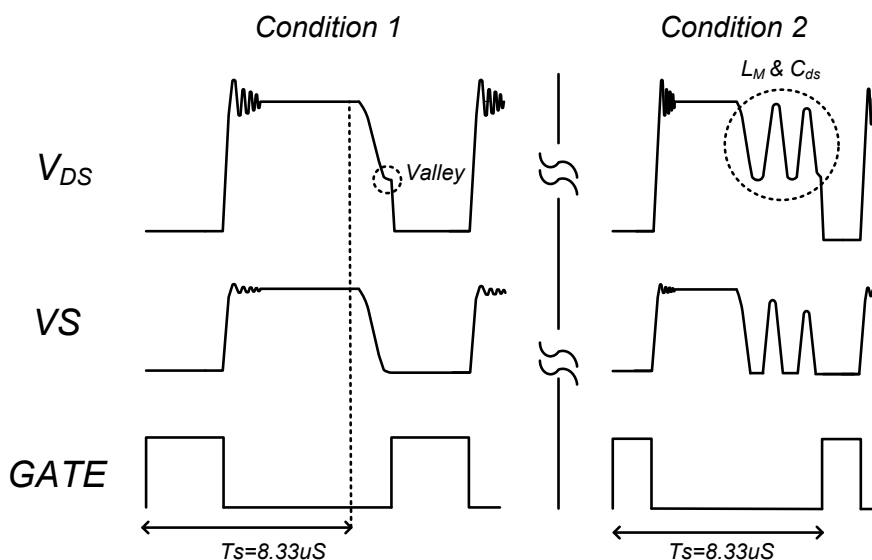 Condition 1
Condition 2
L_M & C_ds
V_DS
Valley
VS
GATE
Ts=8.33uS
Ts=8.33uS